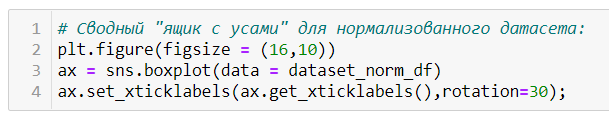 1 # Сводный "ящик с усами" для нормализованного датасета:
2 plt.figure(figsize = (16,10))
3 ax = sns.boxplot(data = dataset_norm_df)
4 ax.set_xticklabels(ax.get_xticklabels(),rotation=30);